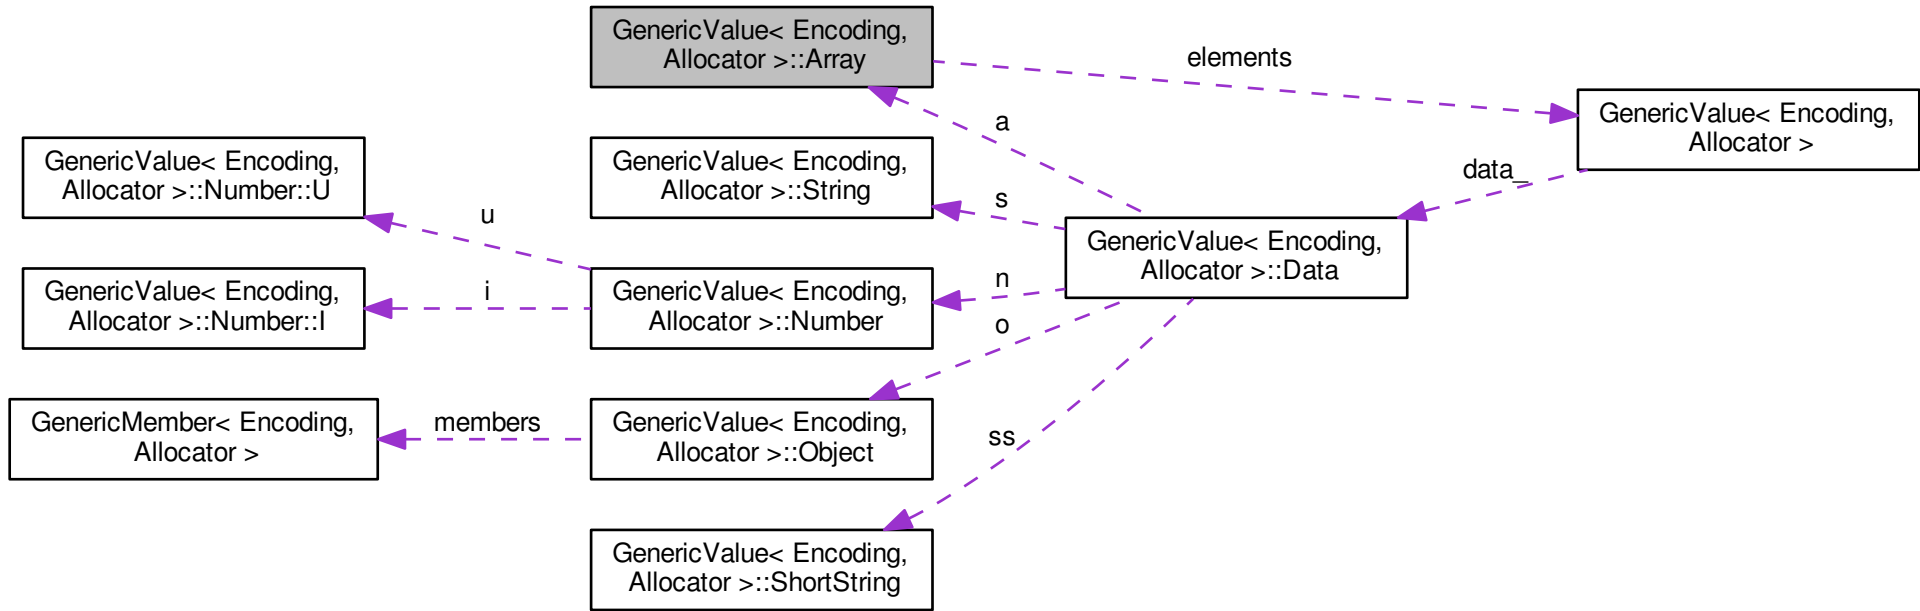 GenericValue< Encoding,
Allocator >::Array
elements
GenericValue< Encoding,
Allocator >
a
GenericValue< Encoding,
Allocator >::Number::U
GenericValue< Encoding,
Allocator >::String
data_
u
s
GenericValue< Encoding,
Allocator >::Data
GenericValue< Encoding,
Allocator >::Number::I
i
GenericValue< Encoding,
Allocator >::Number
n
o
GenericMember< Encoding,
Allocator >
members
GenericValue< Encoding,
Allocator >::Object
ss
GenericValue< Encoding,
Allocator >::ShortString